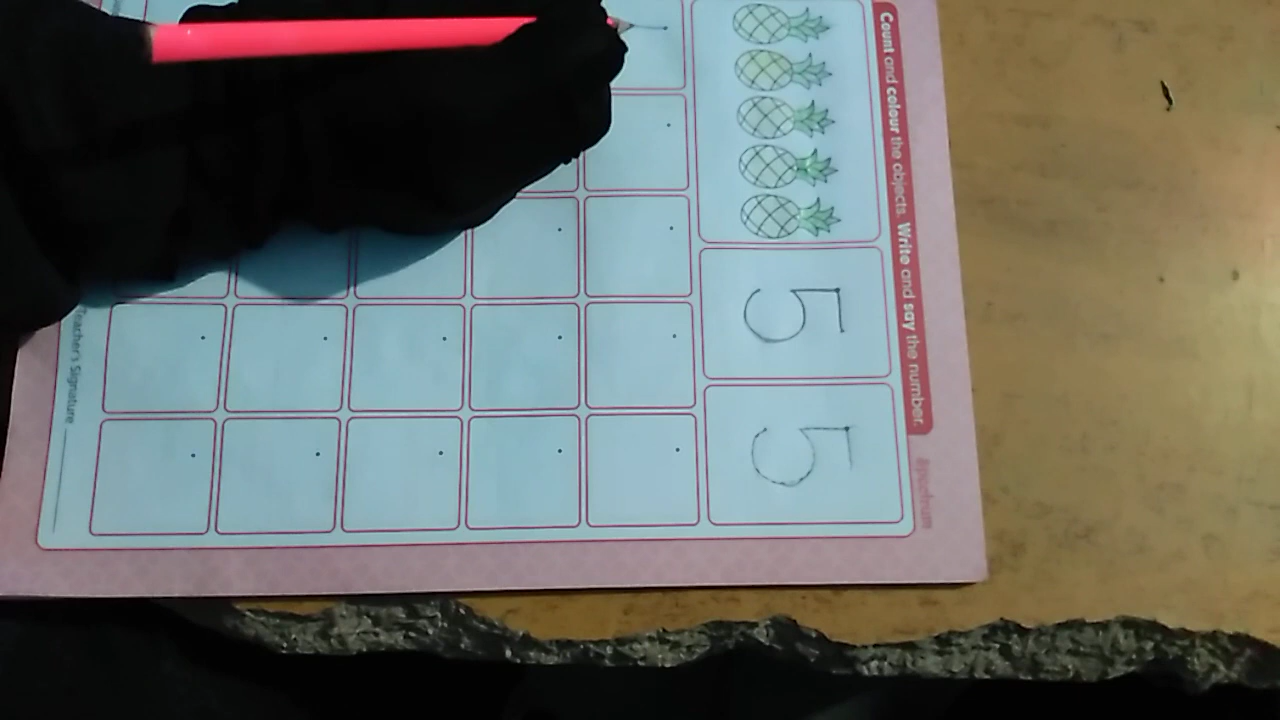 Count and colour the objects. Write and say the number.
5
5
Teacher's Signature